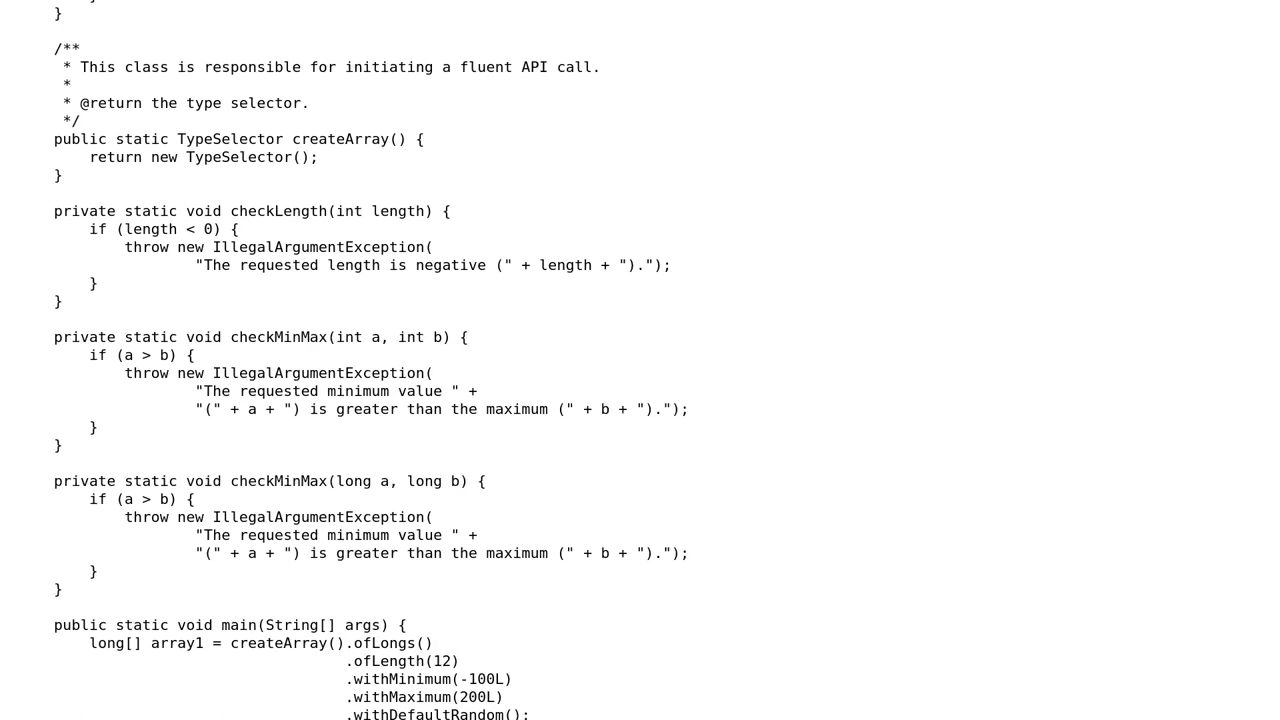 }
/**
 * This class is responsible for initiating a fluent API call.
 *
 * @return the type selector.
 */
public static TypeSelector createArray() {
    return new TypeSelector();
}
private static void checkLength(int length) {
    if (length < 0) {
        throw new IllegalArgumentException(
                "The requested length is negative (" + length + ").");
    }
}
private static void checkMinMax(int a, int b) {
    if (a > b) {
        throw new IllegalArgumentException(
                "The requested minimum value " +
                "(" + a + ") is greater than the maximum (" + b + ").");
    }
}
private static void checkMinMax(long a, long b) {
    if (a > b) {
        throw new IllegalArgumentException(
                "The requested minimum value " +
                "(" + a + ") is greater than the maximum (" + b + ").");
    }
}
public static void main(String[] args) {
    long[] array1 = createArray().ofLongs()
                                 .ofLength(12)
                                 .withMinimum(-100L)
                                 .withMaximum(200L)
                                 .withDefaultRandom();